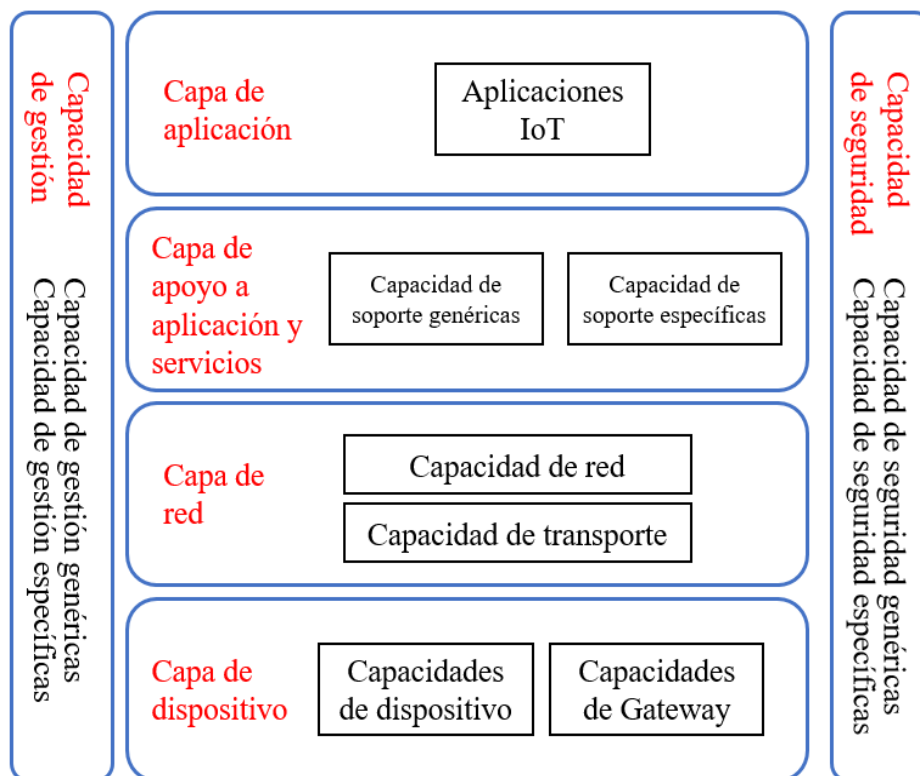 Capacidad
de gestión
Capacidad de gestión genéricas
Capacidad de gestión específicas
Capa de
aplicación
Aplicaciones
IoT
Capa de
apoyo a
aplicación y
servicios
Capacidad de
soporte genéricas
Capacidad de
soporte específicas
Capa de
red
Capacidad de red
Capacidad de transporte
Capa de
dispositivo
Capacidades
de dispositivo
Capacidades
de Gateway
Capacidad
de seguridad
Capacidad de seguridad genéricas
Capacidad de seguridad específicas